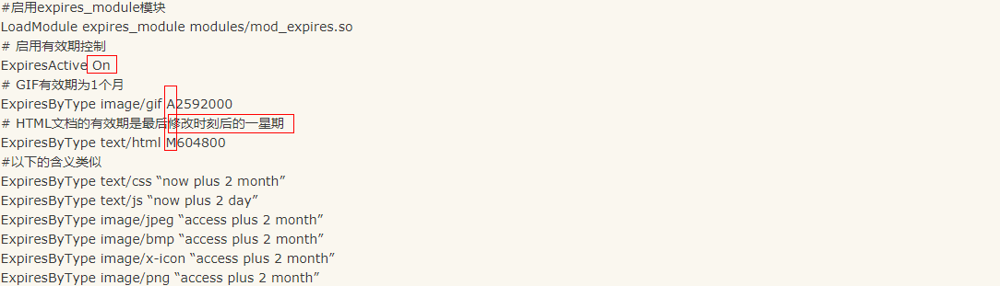 #启用expires_module模块
LoadModule expires_module modules/mod_expires.so
# 启用有效期控制
ExpiresActive On
# GIF有效期为1个月
ExpiresByType image/gif A2592000
# HTML文档的有效期是最后修改时刻后的一星期
ExpiresByType text/html M604800
#以下的含义类似
ExpiresByType text/css “now plus 2 month”
ExpiresByType text/js “now plus 2 day”
ExpiresByType image/jpeg “access plus 2 month”
ExpiresByType image/bmp “access plus 2 month”
ExpiresByType image/x-icon “access plus 2 month”
ExpiresByType image/png “access plus 2 month”